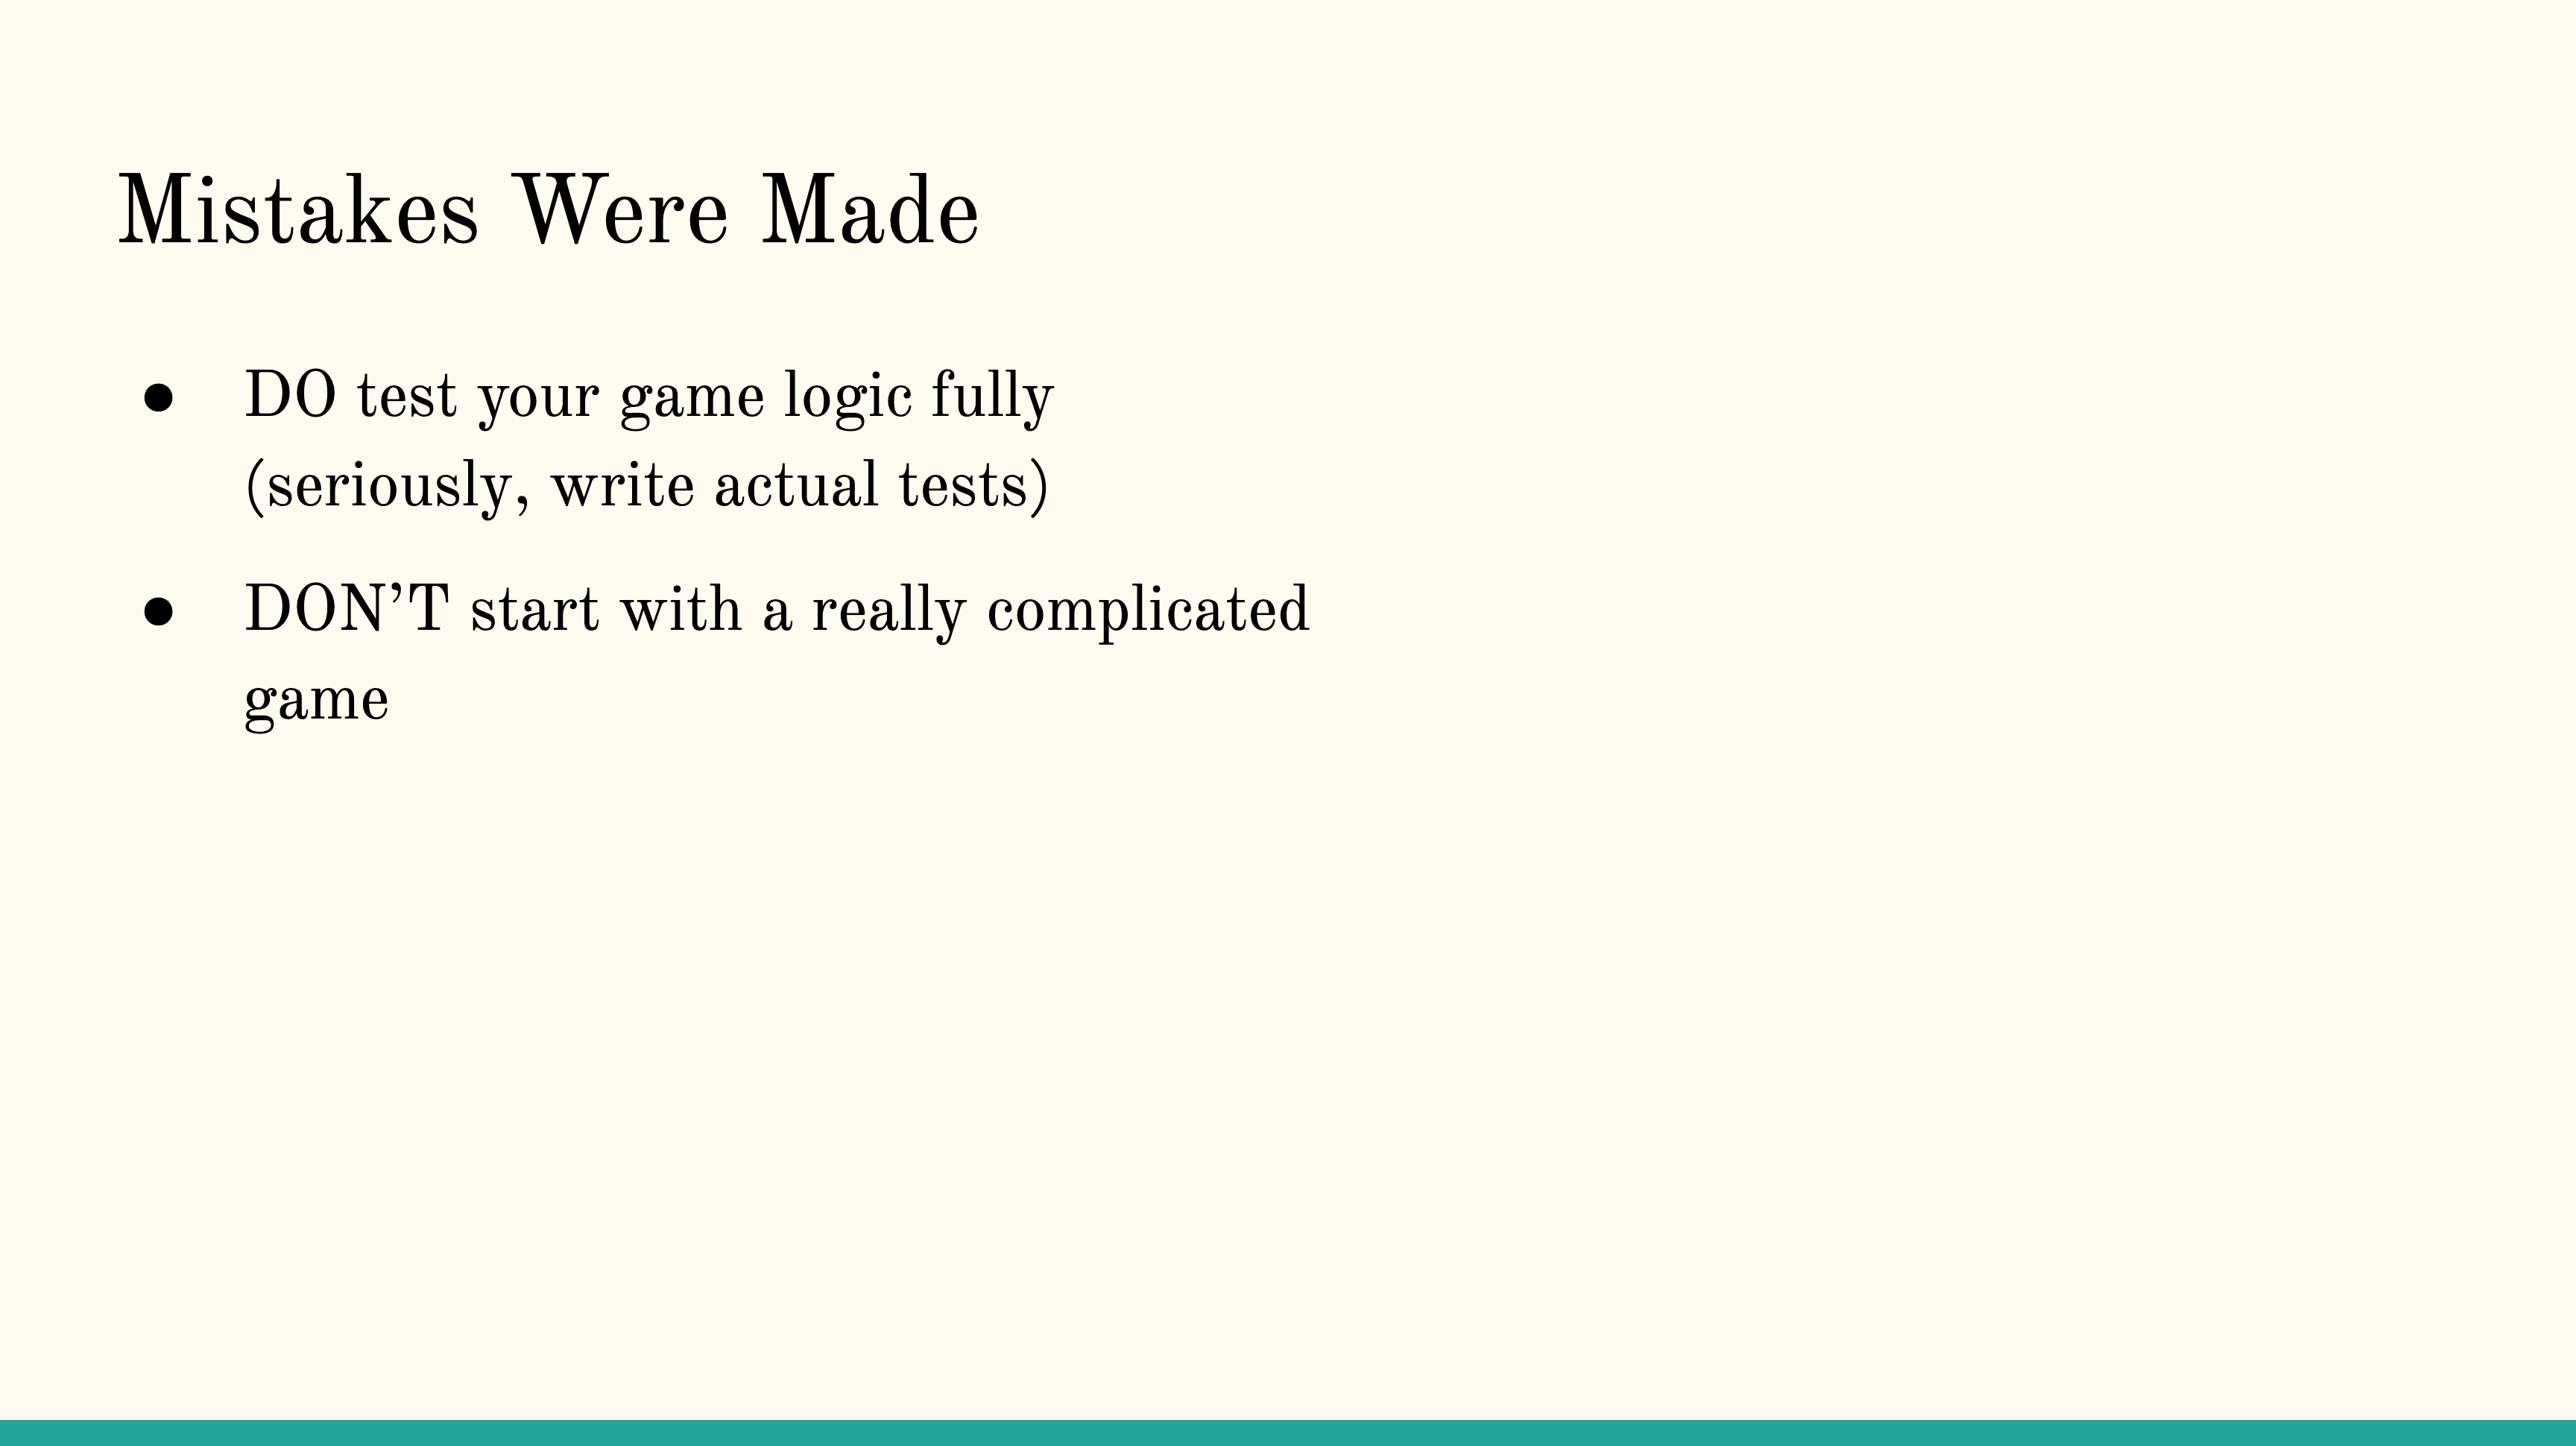 Mistakes Were Made
● DO test your game logic fully
(seriously, write actual tests)
● DON’T start with a really complicated
game